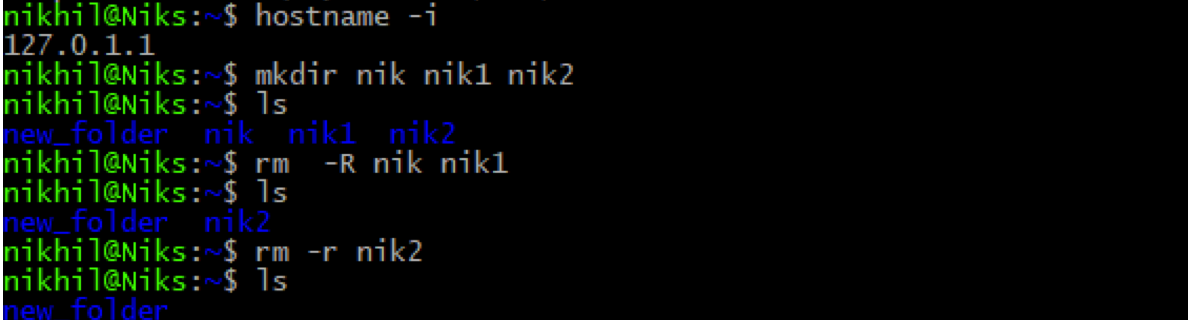 nikhil@Niks:~$ hostname -i
127.0.1.1
nikhil@Niks:~$ mkdir nik nik1 nik2
nikhil@Niks:~$ ls
new_folder  nik  nik1  nik2
nikhil@Niks:~$ rm  -R nik nik1
nikhil@Niks:~$ ls
new_folder  nik2
nikhil@Niks:~$ rm -r nik2
nikhil@Niks:~$ ls
new_folder